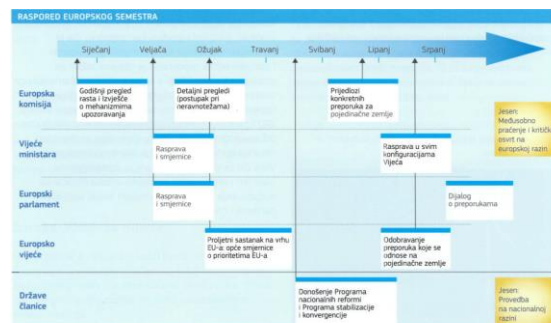 RASPORED EUROPSKOG SEMESTRA
Siječanj Veljača Ožujak Travanj Svibanj Lipanj Srpanj
Europska
komisija
Godišnji pregled
rasta i Izvješće
o mehanizmima
upozoravanja
Detaljni pregledi
(postupak pri
neravnotežama)
Prijedlozi
konkretnih
preporuka za
pojedinačne zemlje
Jesen:
Međusobno
praćenje i kritički
osvrt na
europskoj razin
Vijeće
ministara
Rasprava
i smjernice
Rasprava u svim
konfiguracijama
Vijeća
Europski
parlament
Rasprava
i smjernice
Dijalog
o preporukama
Europsko
vijeće
Proljetni sastanak na vrhu
EU-a: opće smjernice
o prioritetima EU-a
Odobravanje
preporuka koje se
odnose na
pojedinačne zemlje
Države
članice
Donošenje Programa
nacionalnih reformi
i Programa stabilizacije
i konvergencije
Jesen:
Provedba
na nacionalnoj
razini